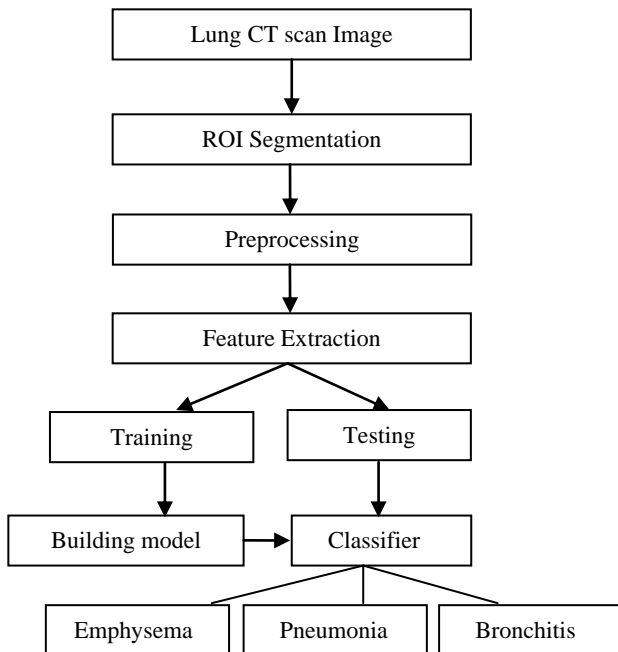 Lung CT scan Image
ROI Segmentation
Preprocessing
Feature Extraction
Training
Testing
Building model
Classifier
Emphysema
Pneumonia
Bronchitis